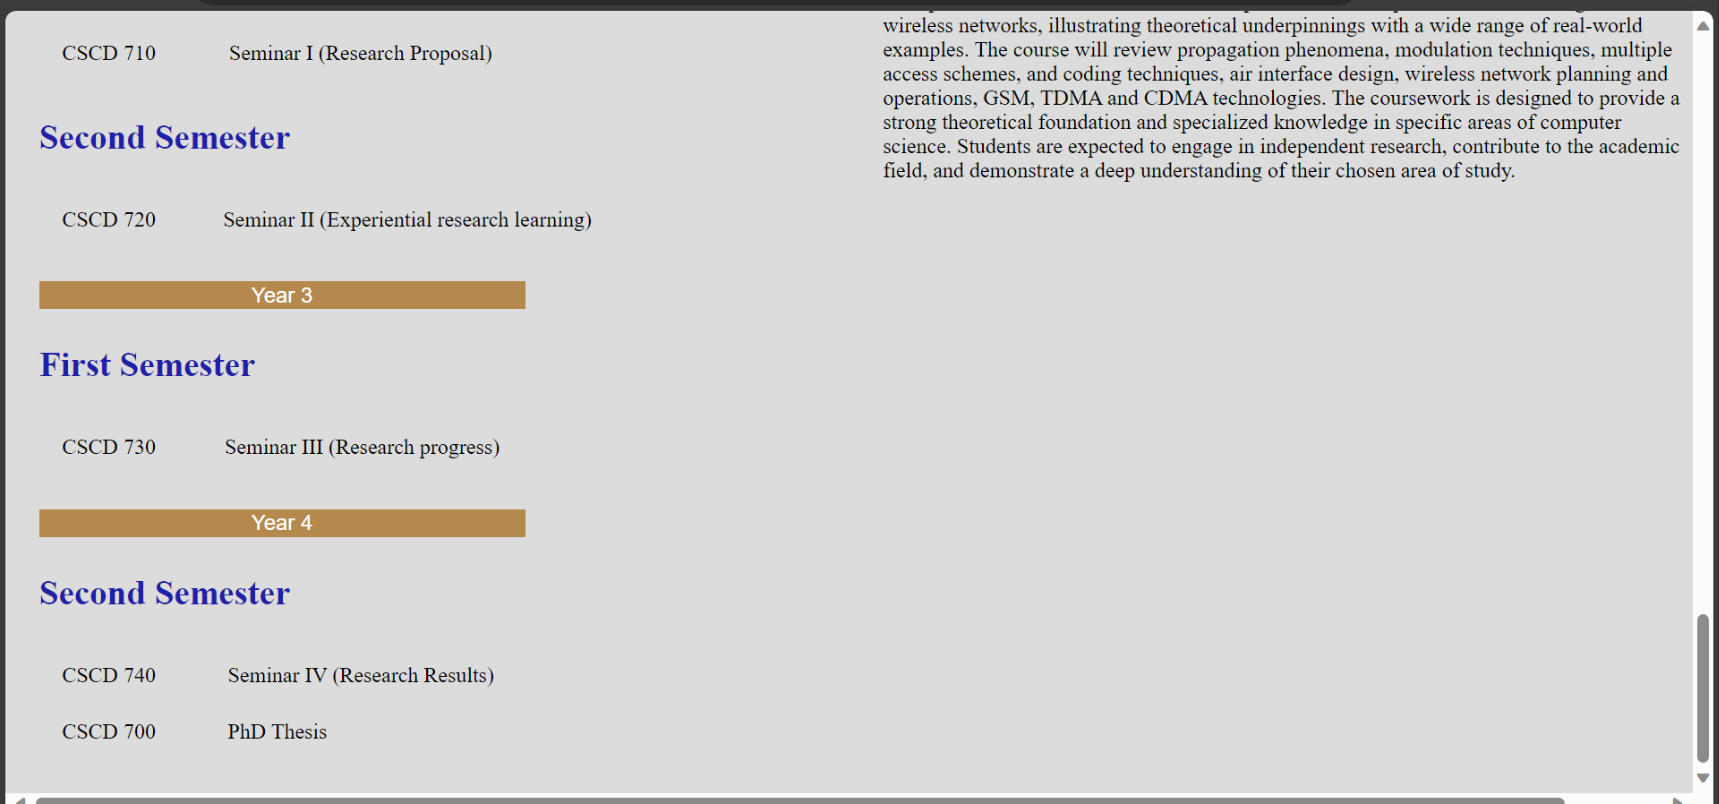 CSCD 710 Seminar I (Research Proposal)
Second Semester
CSCD 720 Seminar II (Experiential research learning)
Year 3
First Semester
CSCD 730 Seminar III (Research progress)
Year 4
Second Semester
CSCD 740 Seminar IV (Research Results)
CSCD 700 PhD Thesis
wireless networks, illustrating theoretical underpinnings with a wide range of real-world
examples. The course will review propagation phenomena, modulation techniques, multiple
access schemes, and coding techniques, air interface design, wireless network planning and
operations, GSM, TDMA and CDMA technologies. The coursework is designed to provide a
strong theoretical foundation and specialized knowledge in specific areas of computer
science. Students are expected to engage in independent research, contribute to the academic
field, and demonstrate a deep understanding of their chosen area of study.